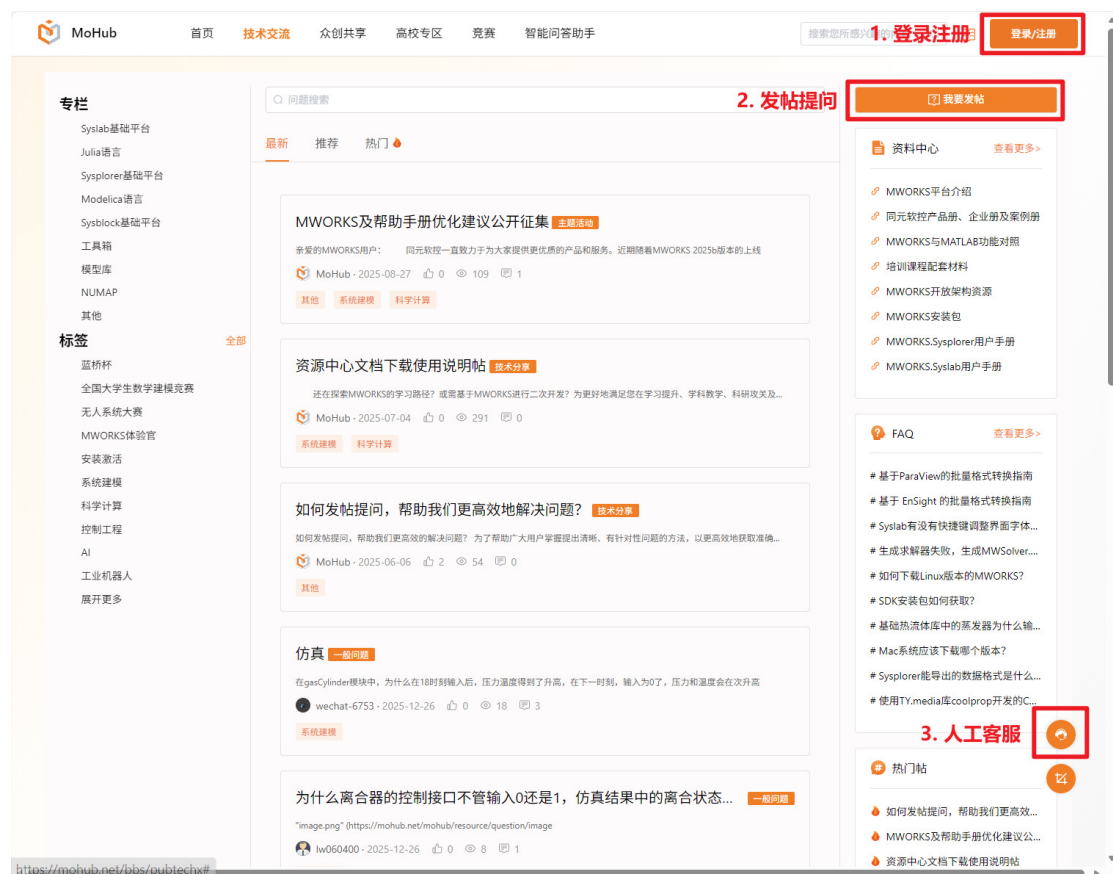 MoHub 首页 技术交流 众创共享 高校专区 竞赛 智能问答助手 搜索您所感兴趣的 1. 登录注册 登录/注册
专栏
Syslab基础平台
Julia语言
Sysplorer基础平台
Modelica语言
Sysblock基础平台
工具箱
模型库
NUMAP
其他
标签 全部
蓝桥杯
全国大学生数学建模竞赛
无人系统大赛
MWORKS体验官
安装激活
系统建模
科学计算
控制工程
AI
工业机器人
展开更多
问题搜索
2. 发帖提问
我要发帖
最新 推荐 热门
MWORKS及帮助手册优化建议公开征集 主题活动
亲爱的MWORKS用户： 同元软控一直致力于为大家提供更优质的产品和服务。近期随着MWORKS 2025b版本的上线
MoHub · 2025-08-27 0 109 1
其他 系统建模 科学计算
资源中心文档下载使用说明帖 技术分享
还在探索MWORKS的学习路径？或需基于MWORKS进行二次开发？为更好地满足您在学习提升、学科教学、科研攻关及...
MoHub · 2025-07-04 0 291 0
系统建模 科学计算
如何发帖提问，帮助我们更高效地解决问题？ 技术分享
如何发帖提问，帮助我们更高效的解决问题？ 为了帮助广大用户掌握提出清晰、有针对性问题的方法，以更高效地获取准确...
MoHub · 2025-06-06 2 54 0
其他
仿真 一般问题
在gasCylinder模块中，为什么在18时刻输入后，压力温度得到了升高，在下一时刻，输入为0了，压力和温度会在次升高
wechat-6753 · 2025-12-26 0 18 3
系统建模
为什么离合器的控制接口不管输入0还是1，仿真结果中的离合状态... 一般问题
"image.png" (https://mohub.net/mohub/resource/question/image
lw060400 · 2025-12-26 0 8 1
资料中心 查看更多>
MWORKS平台介绍
同元软控产品册、企业册及案例册
MWORKS与MATLAB功能对照
培训课程配套材料
MWORKS开放架构资源
MWORKS安装包
MWORKS.Sysplorer用户手册
MWORKS.Syslab用户手册
FAQ 查看更多>
# 基于ParaView的批量格式转换指南
# 基于 EnSight 的批量格式转换指南
# Syslab有没有快捷键调整界面字体...
# 生成求解器失败，生成MWSolver....
# 如何下载Linux版本的MWORKS?
# SDK安装包如何获取?
# 基础热流体库中的蒸发器为什么输...
# Mac系统应该下载哪个版本?
# Sysplorer能导出的数据格式是什么...
# 使用TY.media库coolprop开发的C...
3. 人工客服
热门帖
如何发帖提问，帮助我们更高效...
MWORKS及帮助手册优化建议公...
资源中心文档下载使用说明帖
https://mohub.net/bbs/pubtechx#